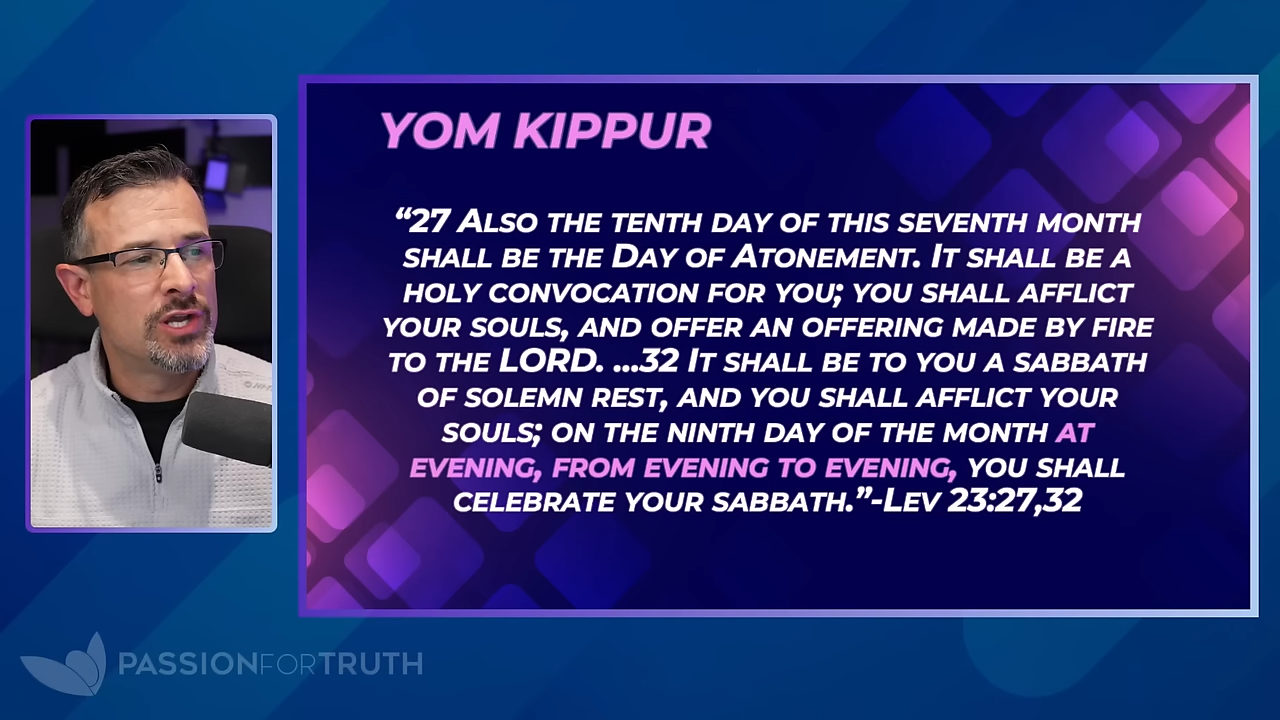 YOM KIPPUR
“27 ALSO THE TENTH DAY OF THIS SEVENTH MONTH
SHALL BE THE DAY OF ATONEMENT. IT SHALL BE A
HOLY CONVOCATION FOR YOU; YOU SHALL AFFLICT
YOUR SOULS, AND OFFER AN OFFERING MADE BY FIRE
TO THE LORD. ...32 IT SHALL BE TO YOU A SABBATH
OF SOLEMN REST, AND YOU SHALL AFFLICT YOUR
SOULS; ON THE NINTH DAY OF THE MONTH AT
EVENING, FROM EVENING TO EVENING, YOU SHALL
CELEBRATE YOUR SABBATH.”-LEV 23:27,32
PASSIONFORTRUTH